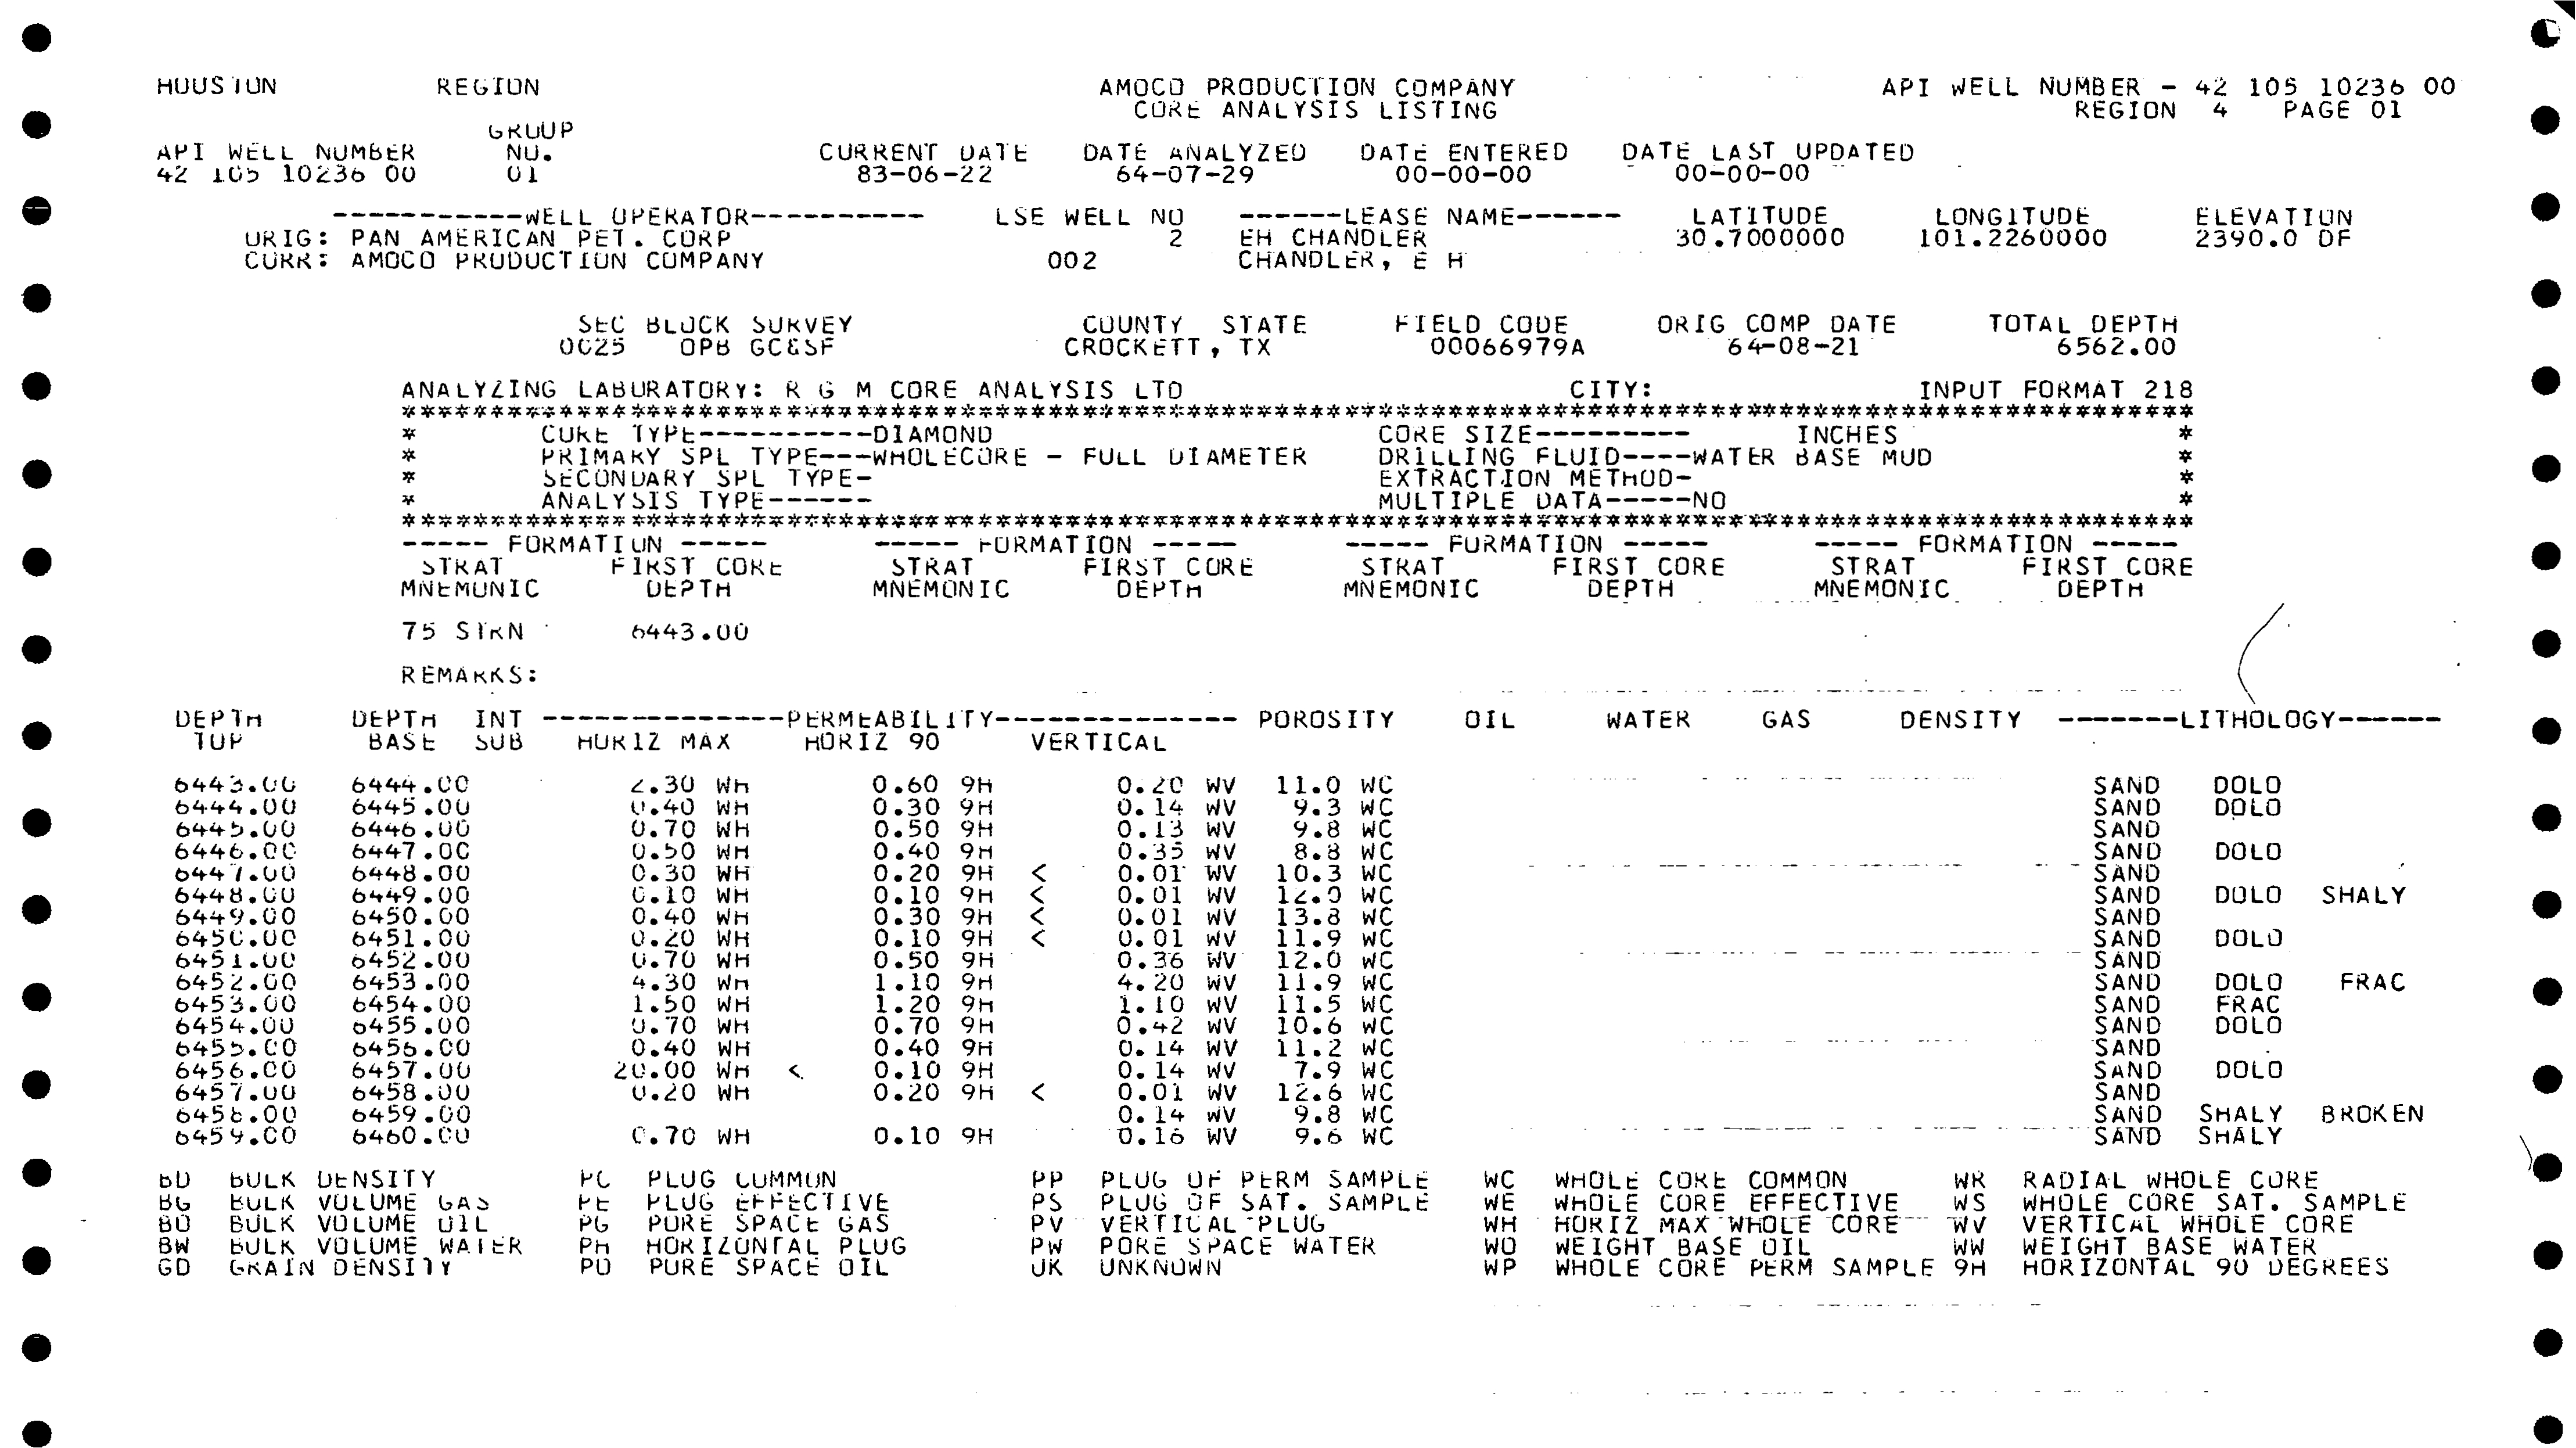 HOUSTON REGION AMOCO PRODUCTION COMPANY API WELL NUMBER - 42 105 10236 00
CORE ANALYSIS LISTING REGION 4 PAGE 01
GROUP
API WELL NUMBER NO. CURRENT DATE DATE ANALYZED DATE ENTERED DATE LAST UPDATED
42 105 10236 00 01 83-06-22 64-07-29 00-00-00 00-00-00
-----------WELL OPERATOR---------- LSE WELL NO ------LEASE NAME------ LATITUDE LONGITUDE ELEVATION
ORIG: PAN AMERICAN PET. CORP 2 EH CHANDLER 30.7000000 101.2260000 2390.0 DF
CURR: AMOCO PRODUCTION COMPANY 002 CHANDLER, E H
SEC BLOCK SURVEY COUNTY STATE FIELD CODE ORIG COMP DATE TOTAL DEPTH
0025 OPB GC&SF CROCKETT, TX 00066979A 64-08-21 6562.00
ANALYZING LABORATORY: R G M CORE ANALYSIS LTD CITY: INPUT FORMAT 218
******************************************************************************************************
* CORE TYPE----------DIAMOND CORE SIZE--------- INCHES *
* PRIMARY SPL TYPE---WHOLECORE - FULL DIAMETER DRILLING FLUID----WATER BASE MUD *
* SECONDARY SPL TYPE- EXTRACTION METHOD- *
* ANALYSIS TYPE------ MULTIPLE DATA-----NO *
******************************************************************************************************
----- FORMATION ----- ----- FORMATION ----- ----- FORMATION ----- ----- FORMATION -----
STRAT FIRST CORE STRAT FIRST CORE STRAT FIRST CORE STRAT FIRST CORE
MNEMONIC DEPTH MNEMONIC DEPTH MNEMONIC DEPTH MNEMONIC DEPTH
75 STRN 6443.00
REMARKS:
DEPTH DEPTH INT --------------PERMEABILITY-------------- POROSITY OIL WATER GAS DENSITY -------LITHOLOGY------
TOP BASE SUB HORIZ MAX HORIZ 90 VERTICAL
6443.00 6444.00 2.30 WH 0.60 9H 0.20 WV 11.0 WC SAND DOLO
6444.00 6445.00 0.40 WH 0.30 9H 0.14 WV 9.3 WC SAND DOLO
6445.00 6446.00 0.70 WH 0.50 9H 0.13 WV 9.8 WC SAND
6446.00 6447.00 0.50 WH 0.40 9H 0.35 WV 8.8 WC SAND DOLO
6447.00 6448.00 0.30 WH 0.20 9H < 0.01 WV 10.3 WC SAND
6448.00 6449.00 0.10 WH 0.10 9H < 0.01 WV 12.0 WC SAND DOLO SHALY
6449.00 6450.00 0.40 WH 0.30 9H < 0.01 WV 13.8 WC SAND
6450.00 6451.00 0.20 WH 0.10 9H < 0.01 WV 11.9 WC SAND DOLO
6451.00 6452.00 0.70 WH 0.50 9H 0.36 WV 12.0 WC SAND
6452.00 6453.00 4.30 WH 1.10 9H 4.20 WV 11.9 WC SAND DOLO FRAC
6453.00 6454.00 1.50 WH 1.20 9H 1.10 WV 11.5 WC SAND FRAC
6454.00 6455.00 0.70 WH 0.70 9H 0.42 WV 10.6 WC SAND DOLO
6455.00 6456.00 0.40 WH 0.40 9H 0.14 WV 11.2 WC SAND
6456.00 6457.00 20.00 WH < 0.10 9H 0.14 WV 7.9 WC SAND DOLO
6457.00 6458.00 0.20 WH 0.20 9H < 0.01 WV 12.6 WC SAND
6458.00 6459.00 0.14 WV 9.8 WC SAND SHALY BROKEN
6459.00 6460.00 0.70 WH 0.10 9H 0.16 WV 9.6 WC SAND SHALY
BD BULK DENSITY PC PLUG COMMON PP PLUG OF PERM SAMPLE WC WHOLE CORE COMMON WR RADIAL WHOLE CORE
BG BULK VOLUME GAS PE PLUG EFFECTIVE PS PLUG OF SAT. SAMPLE WE WHOLE CORE EFFECTIVE WS WHOLE CORE SAT. SAMPLE
BO BULK VOLUME OIL PG PORE SPACE GAS PV VERTICAL PLUG WH HORIZ MAX WHOLE CORE WV VERTICAL WHOLE CORE
BW BULK VOLUME WATER PH HORIZONTAL PLUG PW PORE SPACE WATER WO WEIGHT BASE OIL WW WEIGHT BASE WATER
GD GRAIN DENSITY PO PORE SPACE OIL UK UNKNOWN WP WHOLE CORE PERM SAMPLE 9H HORIZONTAL 90 DEGREES